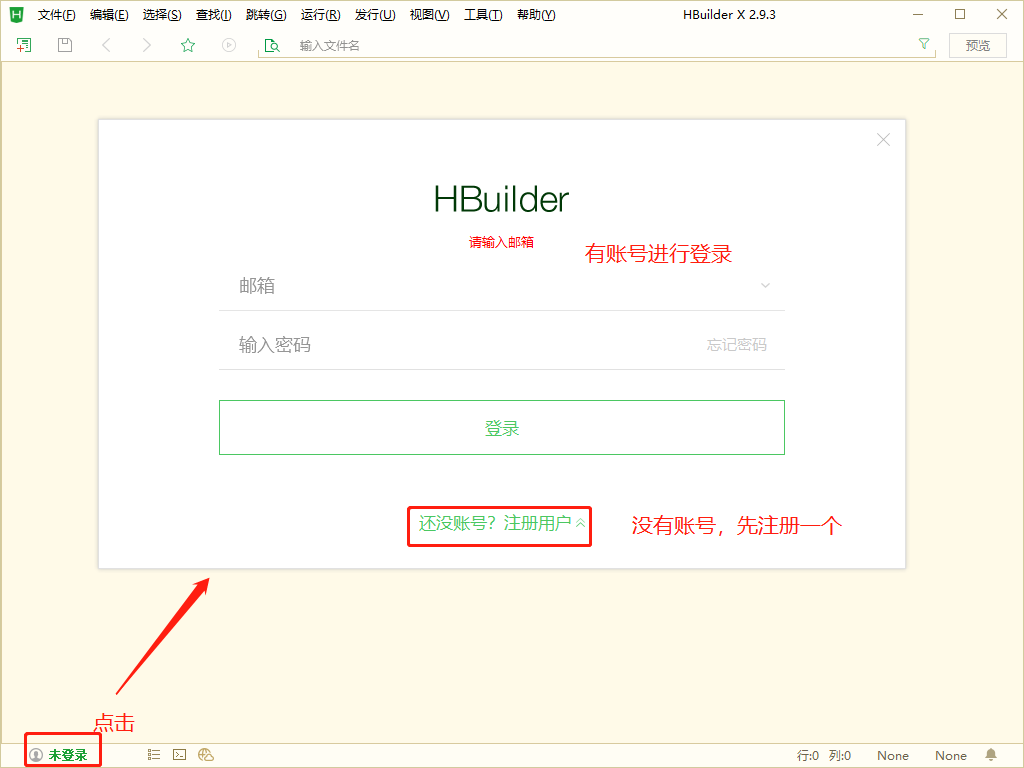 文件(F) 编辑(E) 选择(S) 查找(I) 跳转(G) 运行(R) 发行(U) 视图(V) 工具(T) 帮助(Y) HBuilder X 2.9.3
输入文件名 预览
HBuilder
请输入邮箱
有账号进行登录
邮箱
输入密码 忘记密码
登录
还没账号？注册用户
没有账号，先注册一个
点击
未登录 行:0 列:0 None None